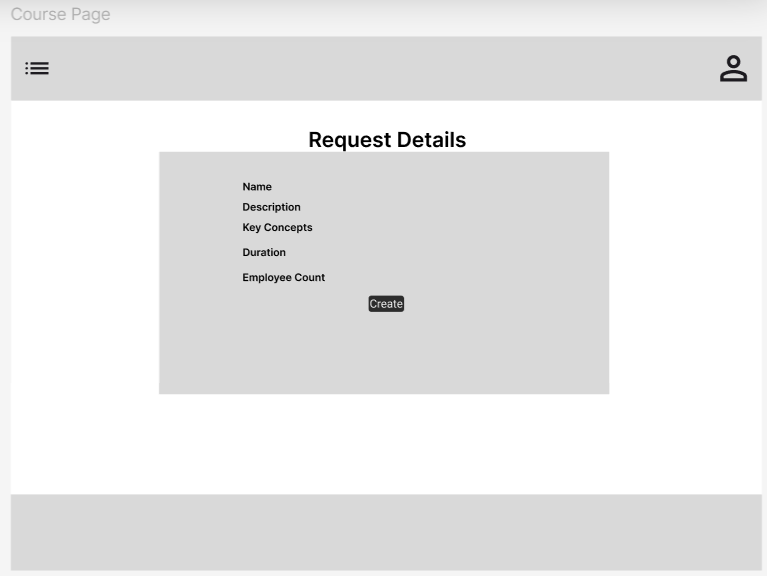 Course Page
Request Details
Name
Description
Key Concepts
Duration
Employee Count
Create